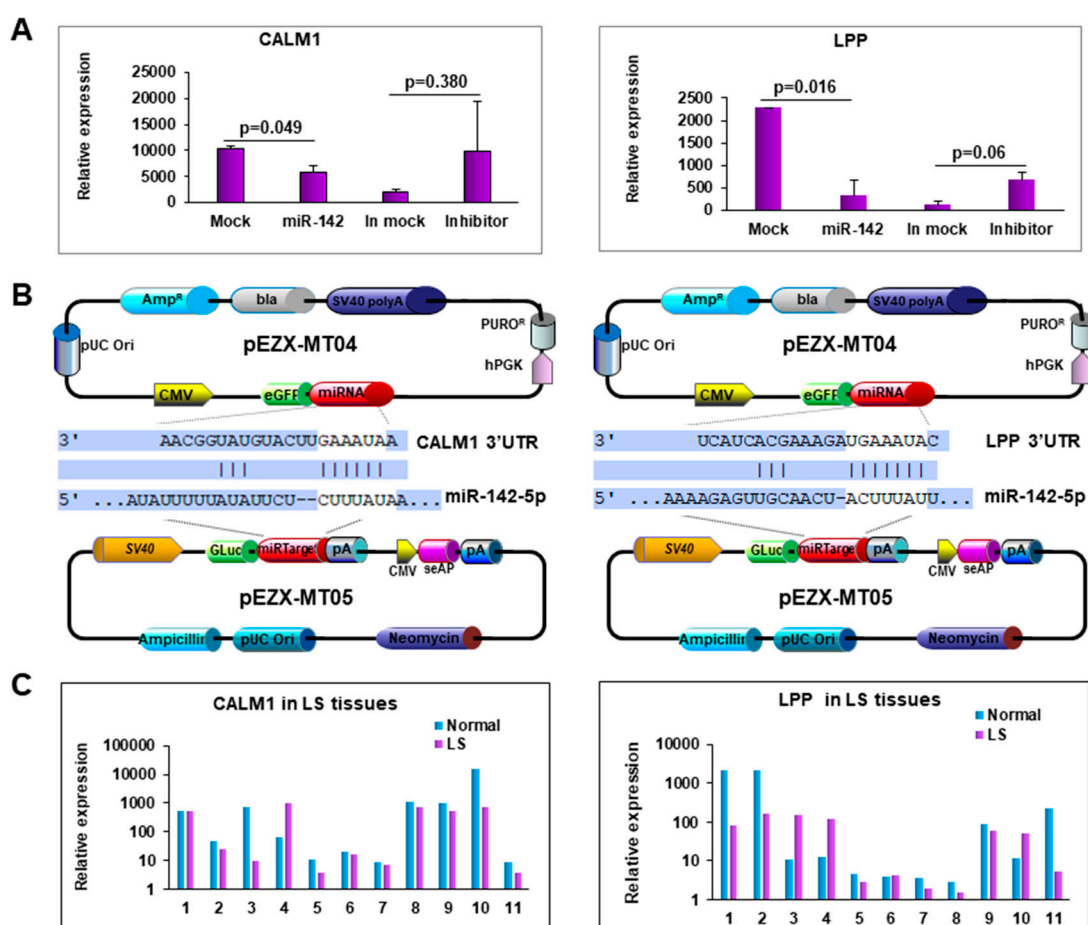 A
CALM1
Relative expression
25000
20000
15000
10000
5000
0
p=0.049
p=0.380
Mock miR-142 In mock Inhibitor
LPP
Relative expression
2500
2000
1500
1000
500
0
p=0.016
p=0.06
Mock miR-142 In mock Inhibitor
B
AmpR bla SV40 polyA
pUC Ori
pEZX-MT04
PUROR
hPGK
CMV eGFP miRNA
3' AACGGUAUGUACUUGAAAUAA CALM1 3'UTR
||| ||||||
5' ...AUAUUUUUAUAUUCU--CUUUAUAA... miR-142-5p
SV40 GLuc miRTarget pA CMV seAP pA
pEZX-MT05
Ampicillin pUC Ori Neomycin
AmpR bla SV40 polyA
pUC Ori
pEZX-MT04
PUROR
hPGK
CMV eGFP miRNA
3' UCAUCACGAAAGAUGAAAUAC LPP 3'UTR
||| |||||||
5' ...AAAAGAGUUGCAACU-ACUUUAUU... miR-142-5p
SV40 GLuc miRTarge pA CMV seAP pA
pEZX-MT05
Ampicillin pUC Ori Neomycin
C
CALM1 in LS tissues
Normal
LS
Relative expression
100000
10000
1000
100
10
1
1 2 3 4 5 6 7 8 9 10 11
LPP in LS tissues
Normal
LS
Relative expression
10000
1000
100
10
1
1 2 3 4 5 6 7 8 9 10 11